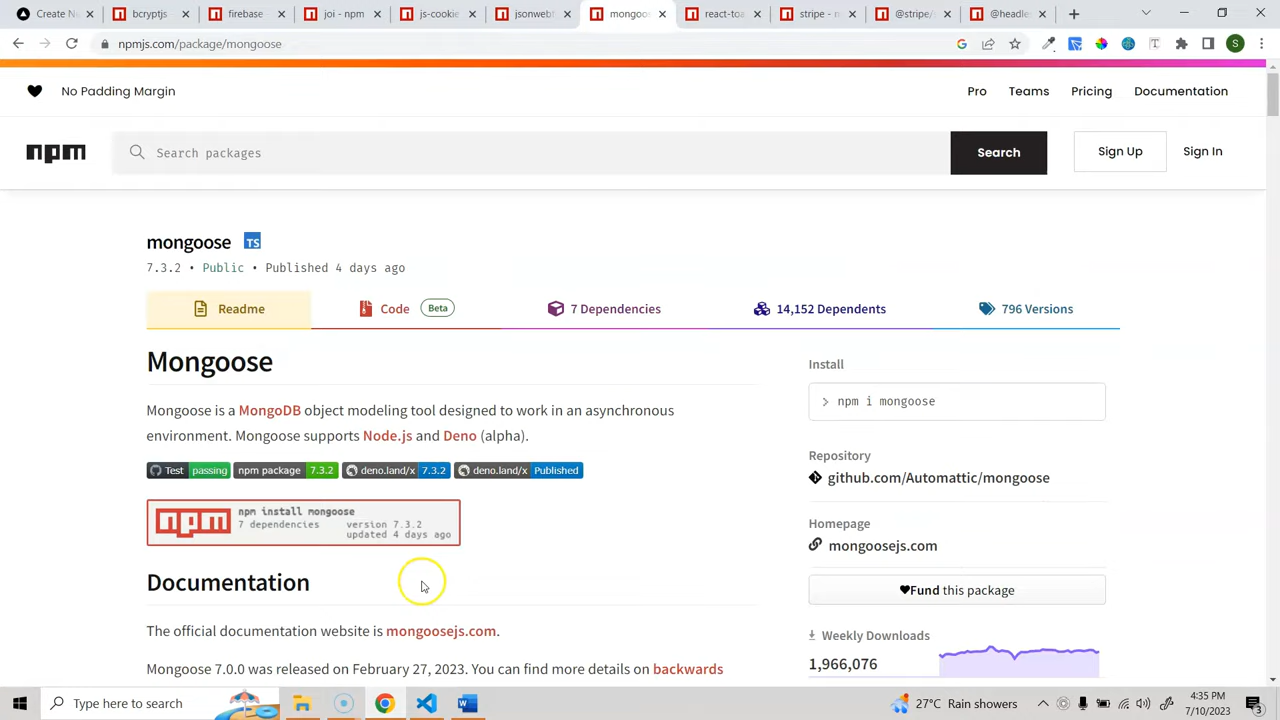 Create Ne
bcryptjs
firebase
joi - npm
js-cookie
jsonwebt
mongoos
react-toa
stripe - n
@stripe/s
@headles
npmjs.com/package/mongoose
S
No Padding Margin
Pro
Teams
Pricing
Documentation
npm
Search packages
Search
Sign Up
Sign In
mongoose TS
7.3.2 • Public • Published 4 days ago
Readme
Code Beta
7 Dependencies
14,152 Dependents
796 Versions
Mongoose
Mongoose is a MongoDB object modeling tool designed to work in an asynchronous
environment. Mongoose supports Node.js and Deno (alpha).
Test passing npm package 7.3.2 deno.land/x 7.3.2 deno.land/x Published
npm
npm install mongoose
7 dependencies version 7.3.2
updated 4 days ago
Documentation
The official documentation website is mongoosejs.com.
Mongoose 7.0.0 was released on February 27, 2023. You can find more details on backwards
Install
> npm i mongoose
Repository
github.com/Automattic/mongoose
Homepage
mongoosejs.com
Fund this package
Weekly Downloads
1,966,076
Type here to search
27°C Rain showers
4:35 PM
7/10/2023
3